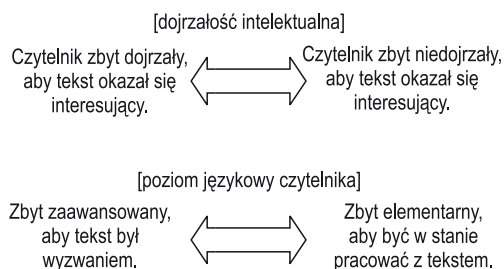 [dojrzałość intelektualna]
Czytelnik zbyt dojrzały,
aby tekst okazał się
interesujący.
Czytelnik zbyt niedojrzały,
aby tekst okazał się
interesujący.
[poziom językowy czytelnika]
Zbyt zaawansowany,
aby tekst był
wyzwaniem.
Zbyt elementarny,
aby być w stanie
pracować z tekstem.